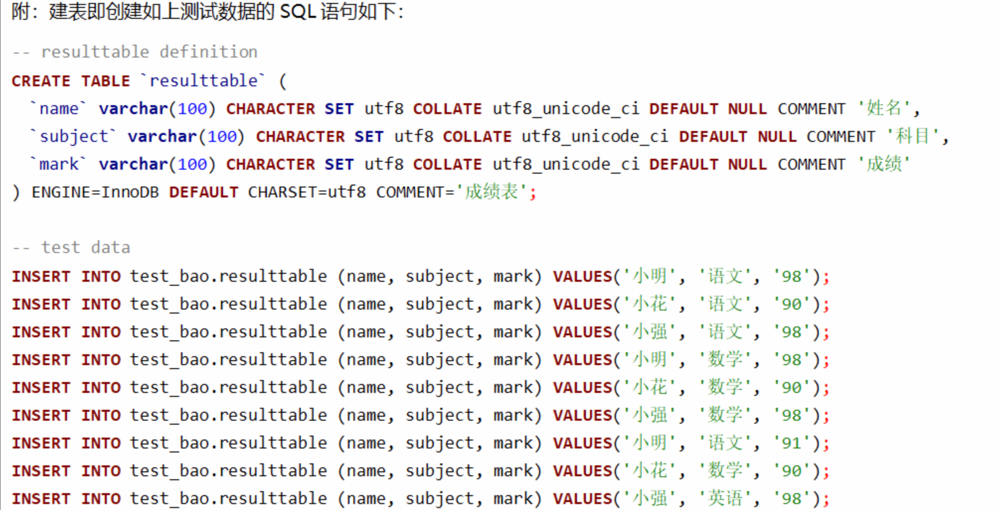 附：建表即创建如上测试数据的 SQL 语句如下：
-- resulttable definition
CREATE TABLE `resulttable` (
  `name` varchar(100) CHARACTER SET utf8 COLLATE utf8_unicode_ci DEFAULT NULL COMMENT '姓名',
  `subject` varchar(100) CHARACTER SET utf8 COLLATE utf8_unicode_ci DEFAULT NULL COMMENT '科目',
  `mark` varchar(100) CHARACTER SET utf8 COLLATE utf8_unicode_ci DEFAULT NULL COMMENT '成绩'
) ENGINE=InnoDB DEFAULT CHARSET=utf8 COMMENT='成绩表';
-- test data
INSERT INTO test_bao.resulttable (name, subject, mark) VALUES('小明', '语文', '98');
INSERT INTO test_bao.resulttable (name, subject, mark) VALUES('小花', '语文', '90');
INSERT INTO test_bao.resulttable (name, subject, mark) VALUES('小强', '语文', '98');
INSERT INTO test_bao.resulttable (name, subject, mark) VALUES('小明', '数学', '98');
INSERT INTO test_bao.resulttable (name, subject, mark) VALUES('小花', '数学', '90');
INSERT INTO test_bao.resulttable (name, subject, mark) VALUES('小强', '数学', '98');
INSERT INTO test_bao.resulttable (name, subject, mark) VALUES('小明', '语文', '91');
INSERT INTO test_bao.resulttable (name, subject, mark) VALUES('小花', '数学', '90');
INSERT INTO test_bao.resulttable (name, subject, mark) VALUES('小强', '英语', '98');